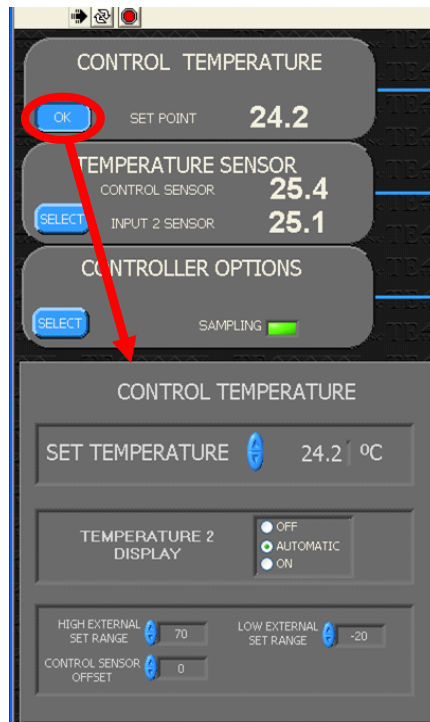 CONTROL TEMPERATURE
OK SET POINT 24.2
TEMPERATURE SENSOR
CONTROL SENSOR 25.4
SELECT INPUT 2 SENSOR 25.1
CONTROLLER OPTIONS
SELECT SAMPLING
CONTROL TEMPERATURE
SET TEMPERATURE 24.2 ºC
TEMPERATURE 2
DISPLAY
OFF
AUTOMATIC
ON
HIGH EXTERNAL
SET RANGE 70
LOW EXTERNAL
SET RANGE -20
CONTROL SENSOR
OFFSET 0